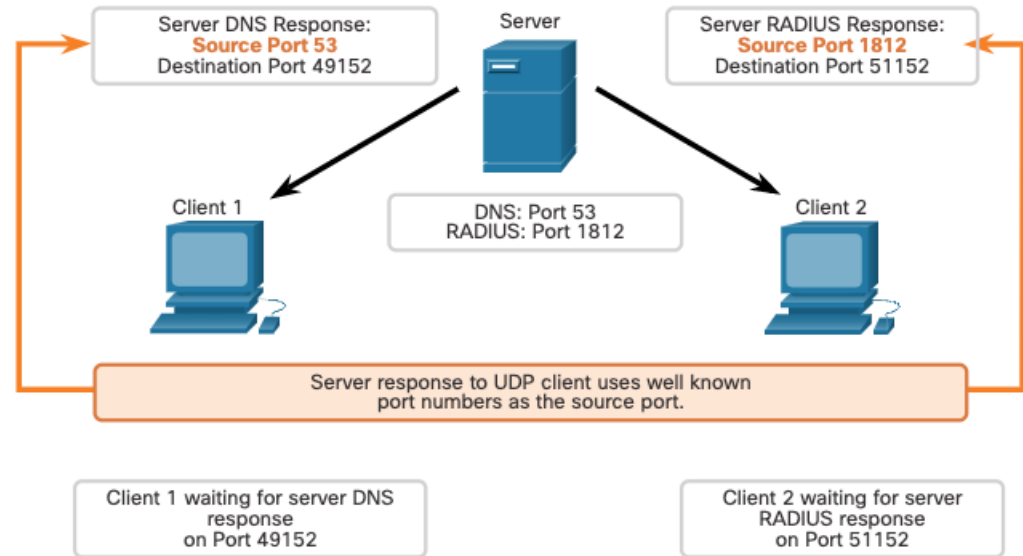 Server DNS Response:
Source Port 53
Destination Port 49152
Server
Server RADIUS Response:
Source Port 1812
Destination Port 51152
Client 1
DNS: Port 53
RADIUS: Port 1812
Client 2
Server response to UDP client uses well known
port numbers as the source port.
Client 1 waiting for server DNS
response
on Port 49152
Client 2 waiting for server
RADIUS response
on Port 51152